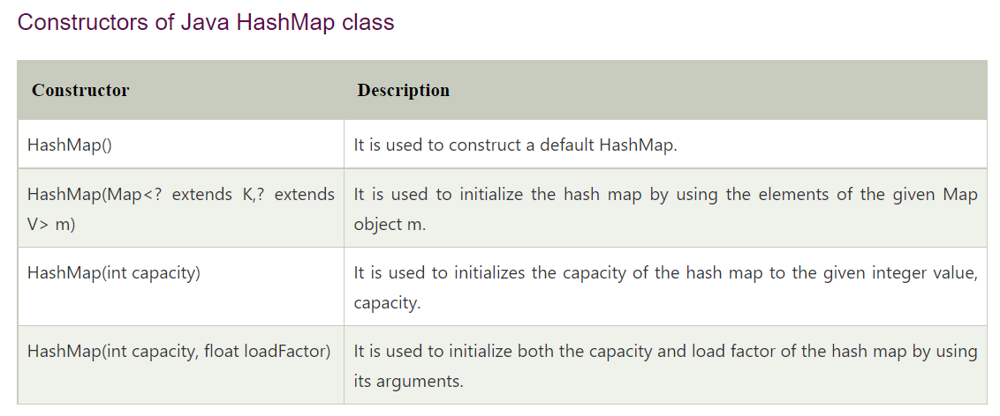 Constructors of Java HashMap class
Constructor
Description
HashMap()
It is used to construct a default HashMap.
HashMap(Map<? extends K,? extends
V> m)
It is used to initialize the hash map by using the elements of the given Map
object m.
HashMap(int capacity)
It is used to initializes the capacity of the hash map to the given integer value,
capacity.
HashMap(int capacity, float loadFactor)
It is used to initialize both the capacity and load factor of the hash map by using
its arguments.